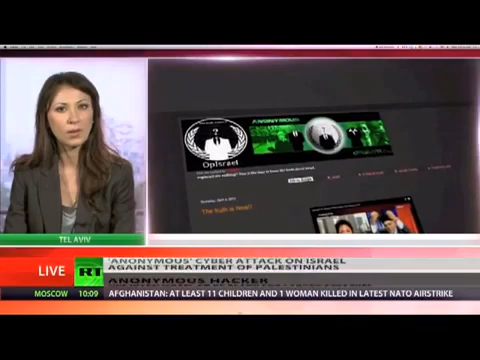 OpIsrael
ANONYMOUS
The truth is Near!!
TEL AVIV
LIVE
RT
'ANONYMOUS' CYBER ATTACK ON ISRAEL
AGAINST TREATMENT OF PALESTINIANS
ANONYMOUS HACKER
MOSCOW 10:09 AFGHANISTAN: AT LEAST 11 CHILDREN AND 1 WOMAN KILLED IN LATEST NATO AIRSTRIKE